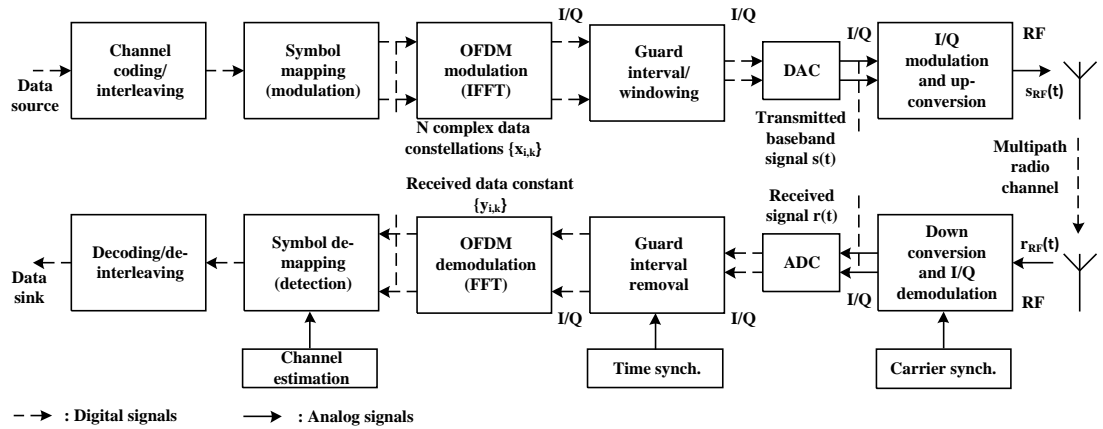 I/Q
I/Q
Channel
coding/
interleaving
Symbol
mapping
(modulation)
OFDM
modulation
(IFFT)
Guard
interval/
windowing
DAC
I/Q
I/Q
modulation
and up-
conversion
RF
Data
source
sRF(t)
N complex data
constellations {xi,k}
Transmitted
baseband
signal s(t)
Multipath
radio
channel
Received data constant
{yi,k}
Received
signal r(t)
Decoding/de-
interleaving
Symbol de-
mapping
(detection)
OFDM
demodulation
(FFT)
Guard
interval
removal
ADC
Down
conversion
and I/Q
demodulation
rRF(t)
Data
sink
I/Q
I/Q
I/Q
RF
Channel
estimation
Time synch.
Carrier synch.
: Digital signals
: Analog signals